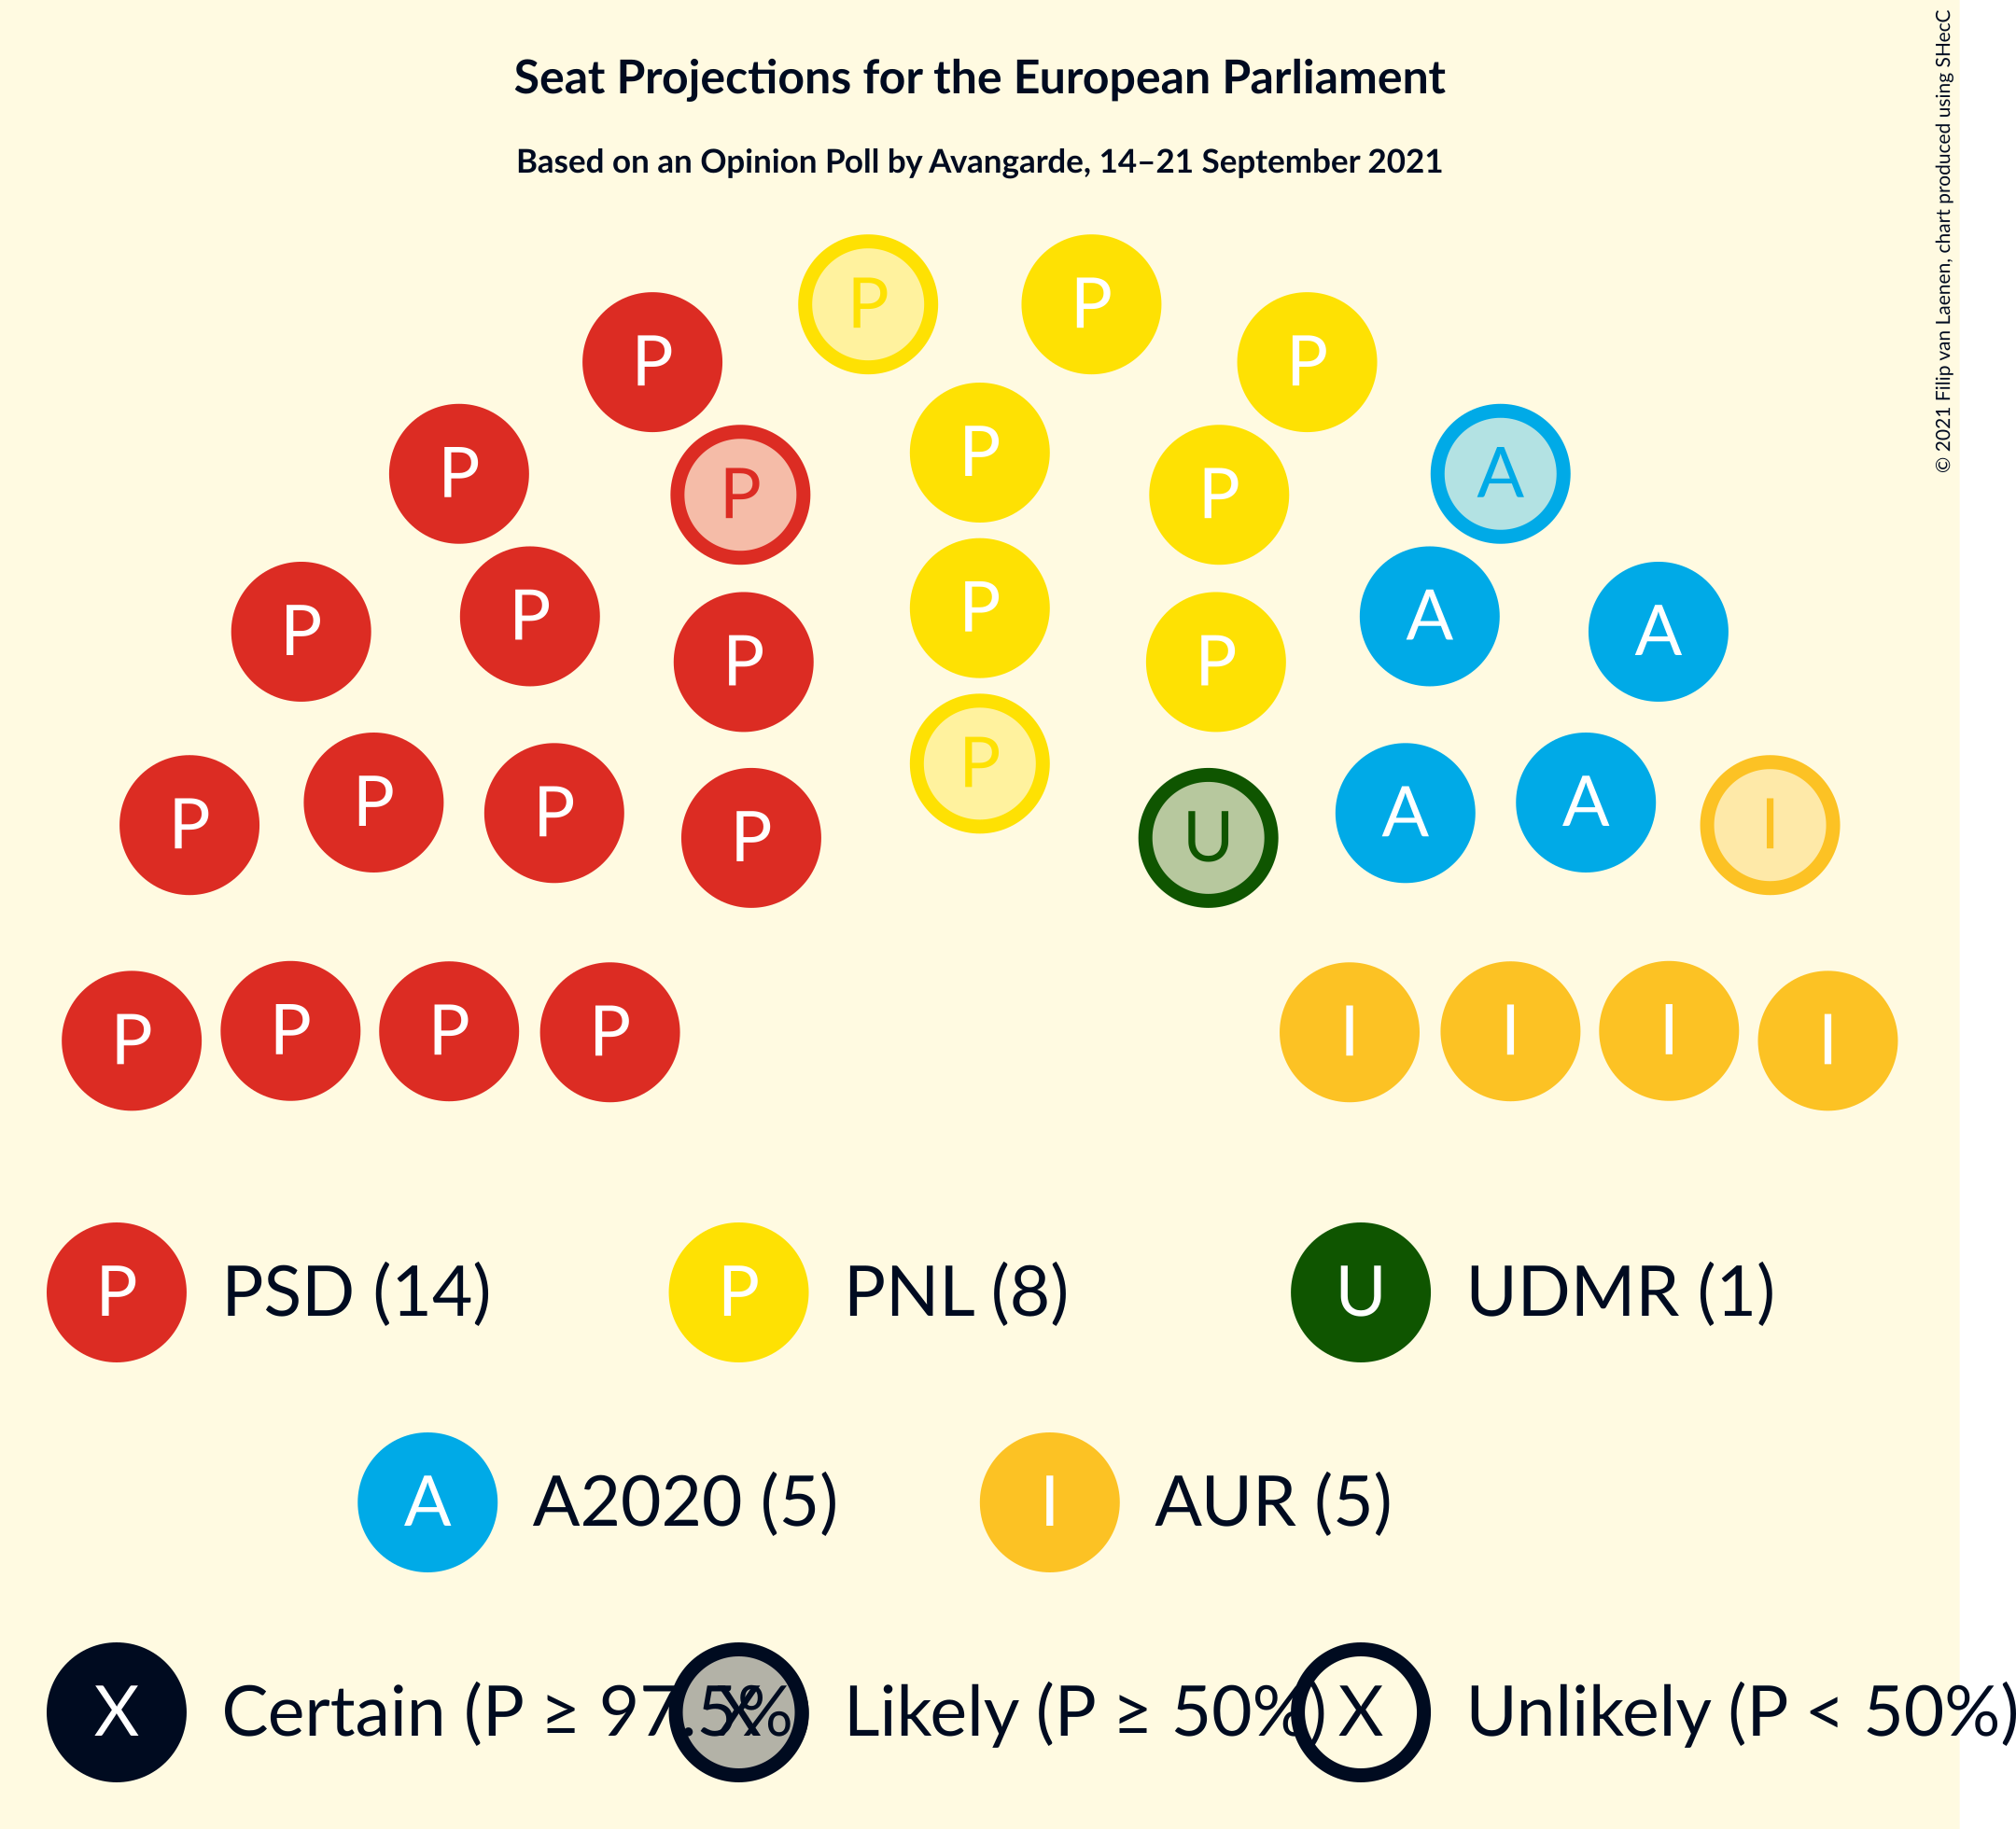 Seat Projections for the European Parliament
Based on an Opinion Poll by Avangarde, 14–21 September 2021
© 2021 Filip van Laenen, chart produced using SHecC
P P
P P
P P P A
P P
P P A A
P P P
P P A A I
P P U
P P P P I I I I
P PSD (14) P PNL (8) U UDMR (1)
A A2020 (5) I AUR (5)
X Certain (P ≥ 97.5% X Likely (P ≥ 50%) X Unlikely (P < 50%)